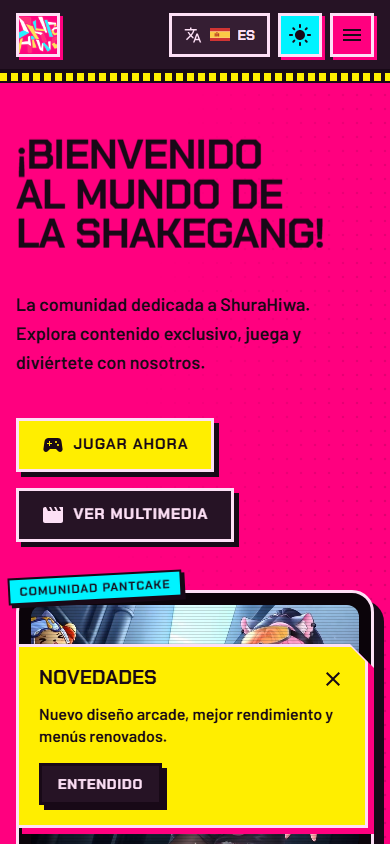 ES
¡BIENVENIDO
AL MUNDO DE
LA SHAKEGANG!
La comunidad dedicada a ShuraHiwa.
Explora contenido exclusivo, juega y
diviértete con nosotros.
JUGAR AHORA
VER MULTIMEDIA
COMUNIDAD PANTCAKE
NOVEDADES
Nuevo diseño arcade, mejor rendimiento y
menús renovados.
ENTENDIDO